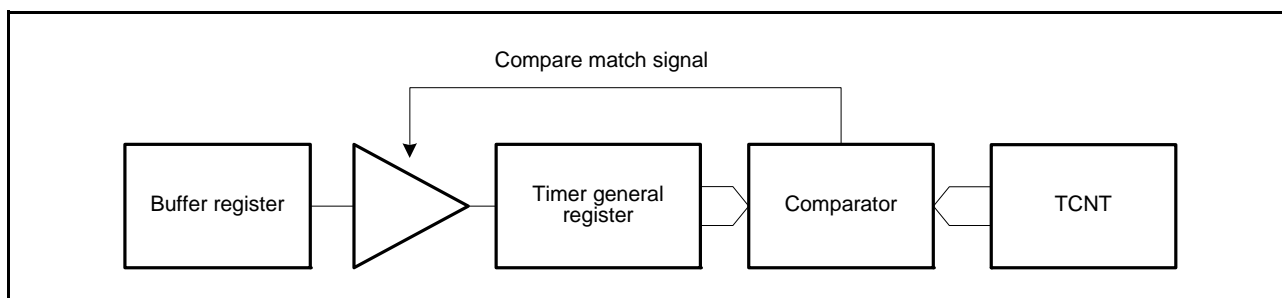 Compare match signal
Buffer register
Timer general
register
Comparator
TCNT